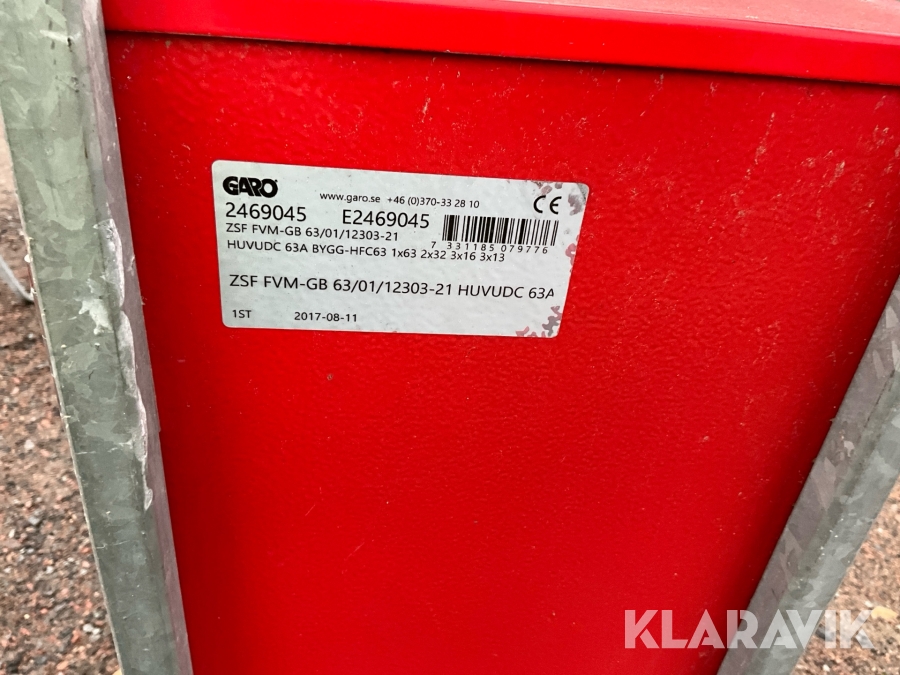 GARO www.garo.se +46 (0)370-33 28 10 CE
2469045 E2469045
ZSF FVM-GB 63/01/12303-21
7 331185 079776
HUVUDC 63A BYGG-HFC63 1x63 2x32 3x16 3x13
ZSF FVM-GB 63/01/12303-21 HUVUDC 63A
1ST 2017-08-11
KLARAVIK